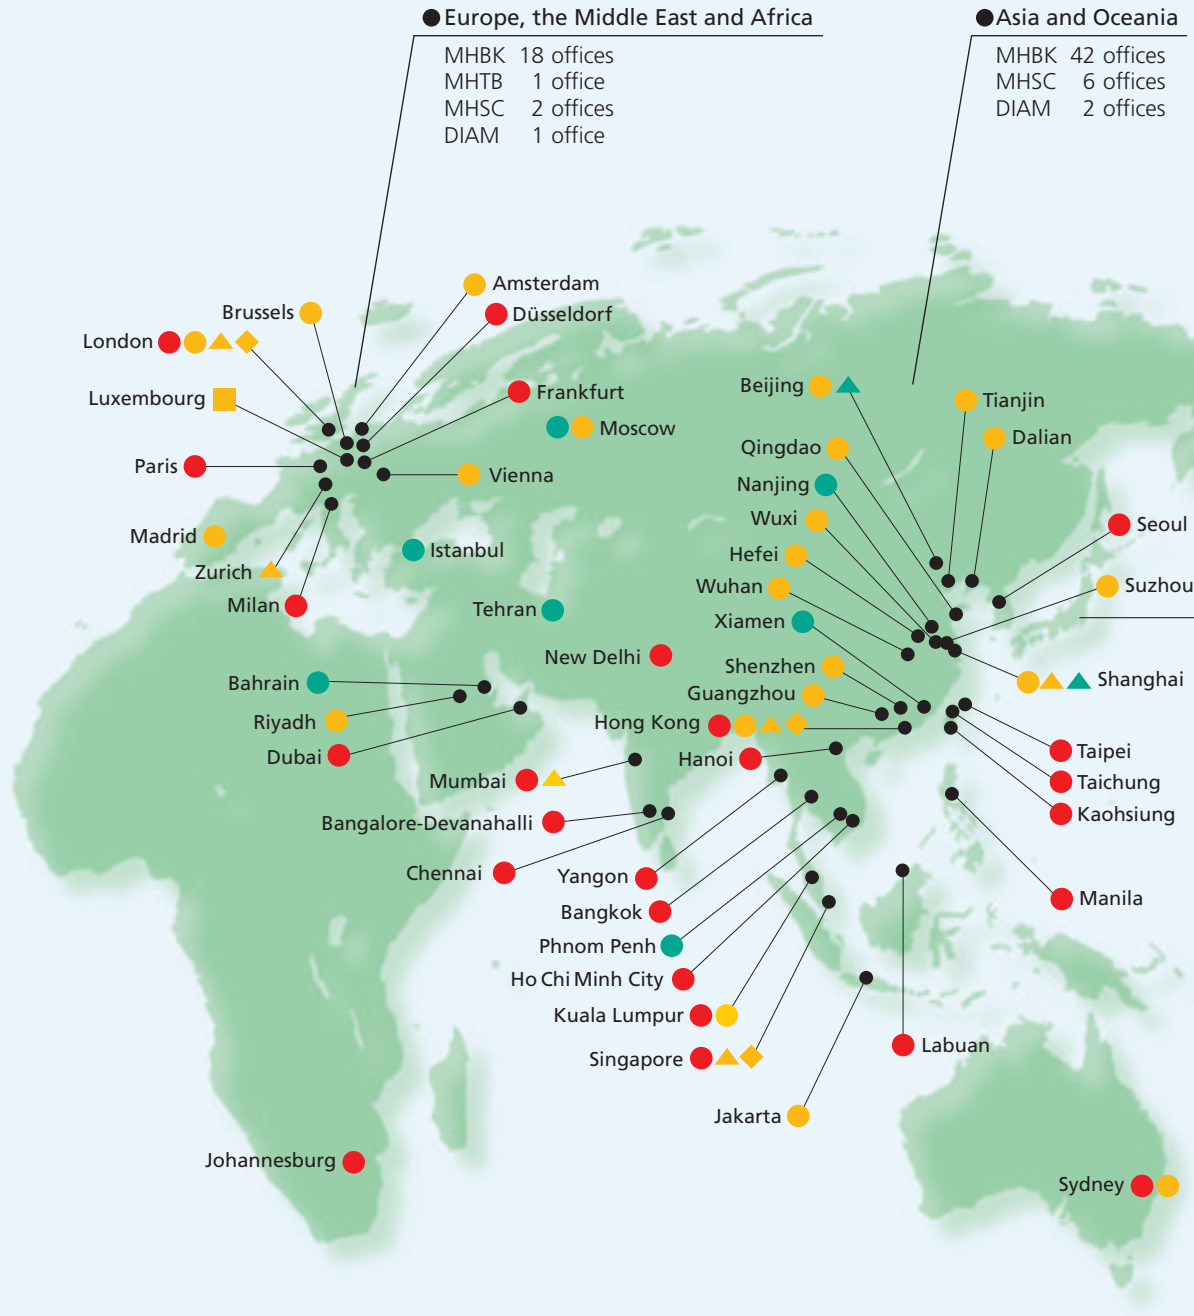 Europe, the Middle East and Africa
MHBK 18 offices
MHTB 1 office
MHSC 2 offices
DIAM 1 office
Asia and Oceania
MHBK 42 offices
MHSC 6 offices
DIAM 2 offices
Amsterdam
Brussels
Düsseldorf
London
Luxembourg
Frankfurt
Moscow
Paris
Vienna
Madrid
Istanbul
Zurich
Milan
Tehran
Bahrain
Riyadh
Dubai
Johannesburg
Beijing
Tianjin
Dalian
Qingdao
Nanjing
Wuxi
Seoul
Hefei
Wuhan
Suzhou
Xiamen
New Delhi
Shenzhen
Shanghai
Guangzhou
Hong Kong
Hanoi
Taipei
Mumbai
Taichung
Kaohsiung
Bangalore-Devanahalli
Chennai
Yangon
Manila
Bangkok
Phnom Penh
Ho Chi Minh City
Kuala Lumpur
Labuan
Singapore
Jakarta
Sydney